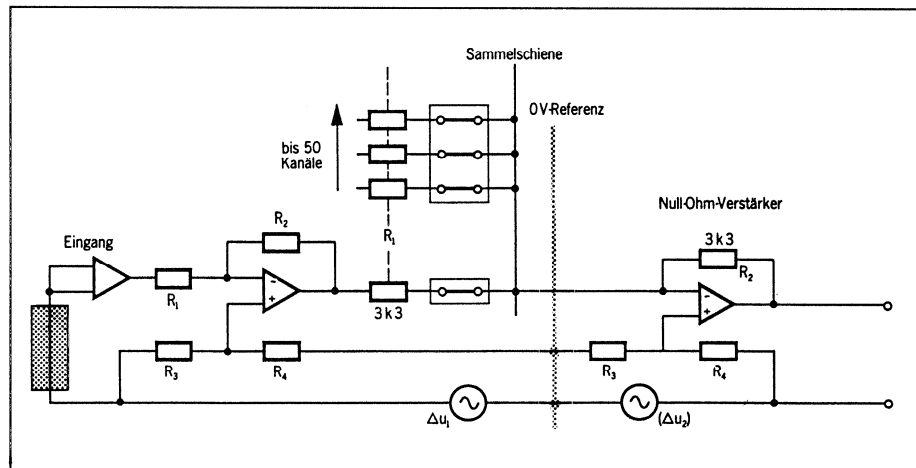 Sammelschiene
0V-Referenz
bis 50
Kanäle
R₁
Null-Ohm-Verstärker
3k3
R₂
Eingang
R₂
R₁
3k3
R₃
R₄
R₃
R₄
Δu₁
(Δu₂)
−
+
−
+